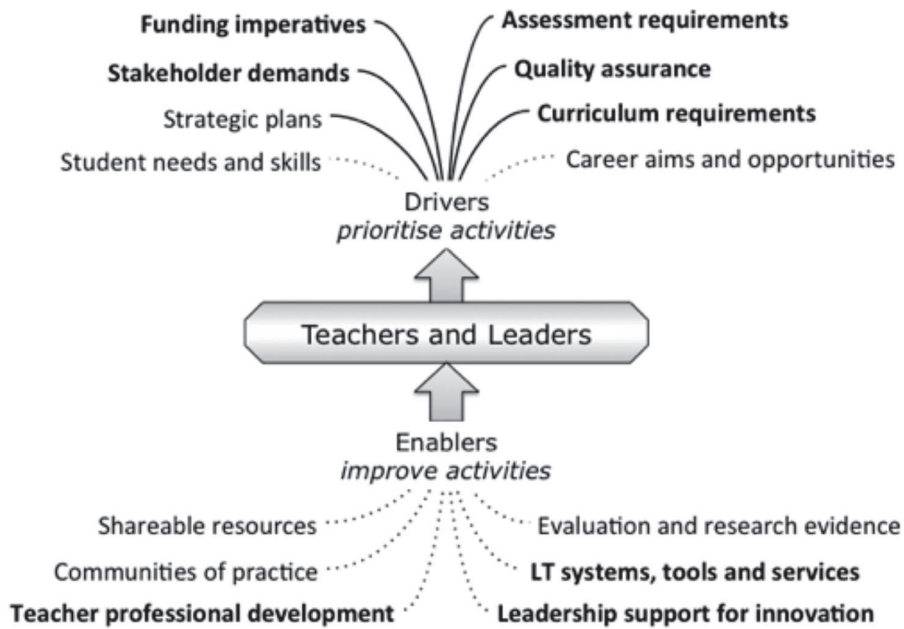 Funding imperatives
Assessment requirements
Stakeholder demands
Quality assurance
Strategic plans
Curriculum requirements
Student needs and skills
Career aims and opportunities
Drivers
prioritise activities
Teachers and Leaders
Enablers
improve activities
Shareable resources
Evaluation and research evidence
Communities of practice
LT systems, tools and services
Teacher professional development
Leadership support for innovation